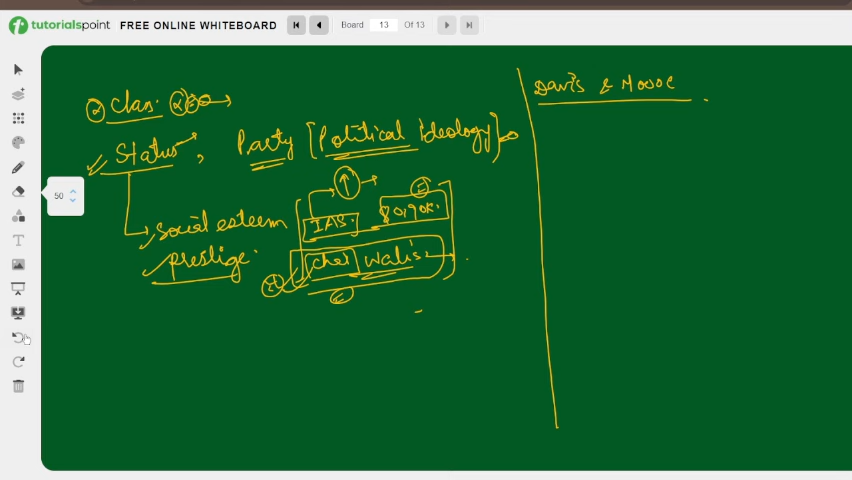 tutorialspoint FREE ONLINE WHITEBOARD Board 13 Of 13
Class.
Status, Party [Political Ideology]
social esteem
prestige.
IAS.
E
Chai walis
E
50
Davis & Moore